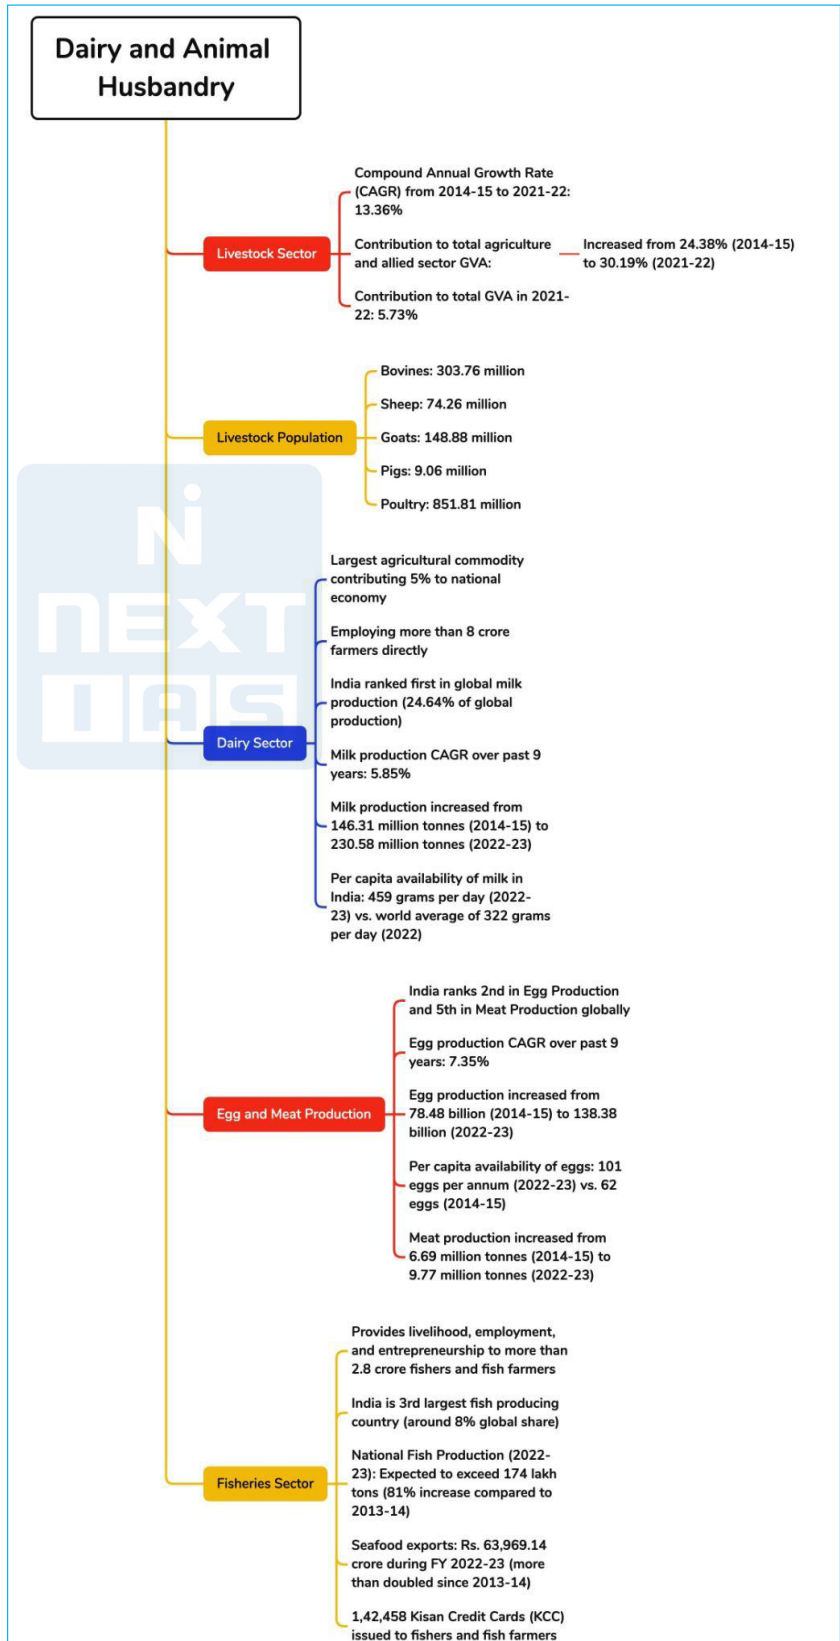 Dairy and Animal
Husbandry
Compound Annual Growth Rate
(CAGR) from 2014-15 to 2021-22:
13.36%
Livestock Sector
Contribution to total agriculture
and allied sector GVA:
Increased from 24.38% (2014-15)
to 30.19% (2021-22)
Contribution to total GVA in 2021-
22: 5.73%
Livestock Population
Bovines: 303.76 million
Sheep: 74.26 million
Goats: 148.88 million
Pigs: 9.06 million
Poultry: 851.81 million
NEXT
IAS
Dairy Sector
Largest agricultural commodity
contributing 5% to national
economy
Employing more than 8 crore
farmers directly
India ranked first in global milk
production (24.64% of global
production)
Milk production CAGR over past 9
years: 5.85%
Milk production increased from
146.31 million tonnes (2014-15) to
230.58 million tonnes (2022-23)
Per capita availability of milk in
India: 459 grams per day (2022-
23) vs. world average of 322 grams
per day (2022)
Egg and Meat Production
India ranks 2nd in Egg Production
and 5th in Meat Production globally
Egg production CAGR over past 9
years: 7.35%
Egg production increased from
78.48 billion (2014-15) to 138.38
billion (2022-23)
Per capita availability of eggs: 101
eggs per annum (2022-23) vs. 62
eggs (2014-15)
Meat production increased from
6.69 million tonnes (2014-15) to
9.77 million tonnes (2022-23)
Fisheries Sector
Provides livelihood, employment,
and entrepreneurship to more than
2.8 crore fishers and fish farmers
India is 3rd largest fish producing
country (around 8% global share)
National Fish Production (2022-
23): Expected to exceed 174 lakh
tons (81% increase compared to
2013-14)
Seafood exports: Rs. 63,969.14
crore during FY 2022-23 (more
than doubled since 2013-14)
1,42,458 Kisan Credit Cards (KCC)
issued to fishers and fish farmers